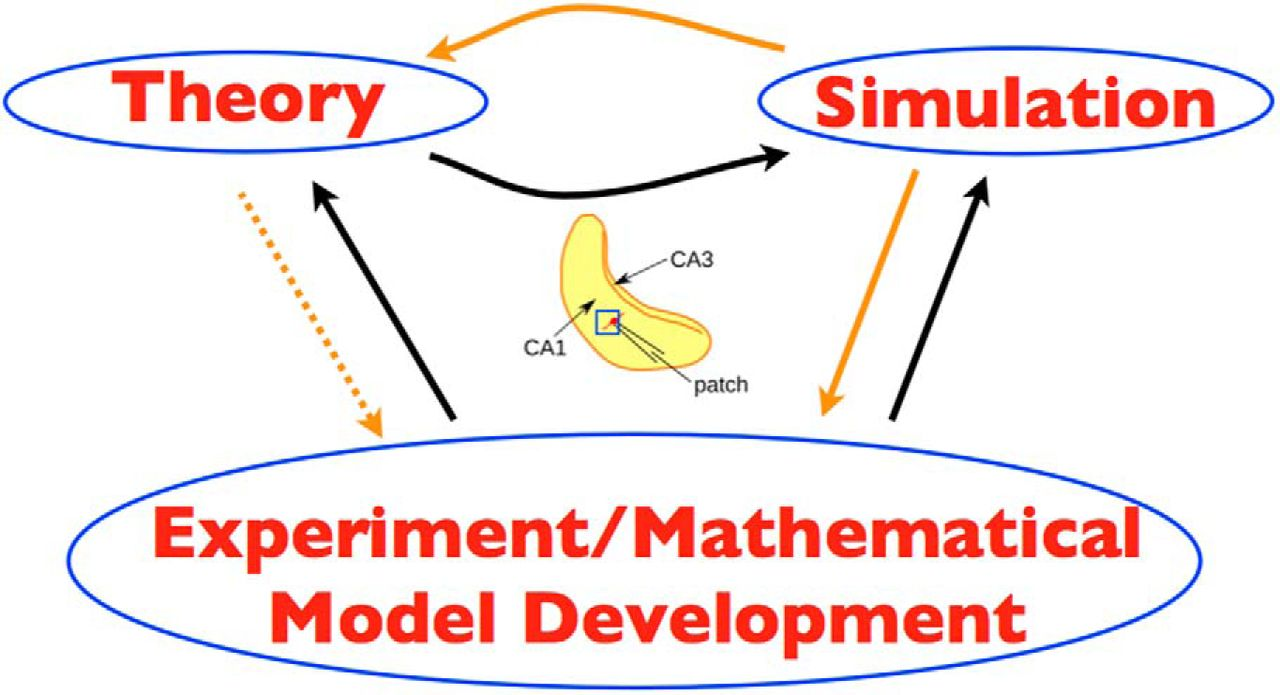 Theory
Simulation
CA3
CA1
patch
Experiment/Mathematical
Model Development